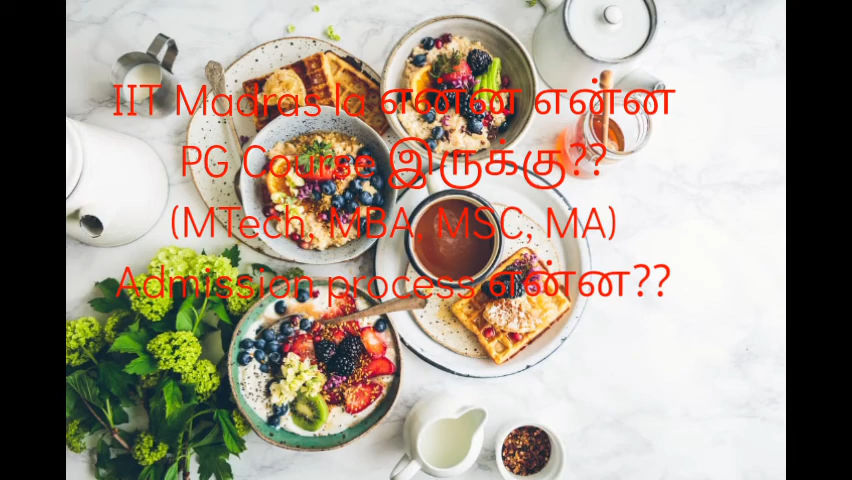 IIT Madras la என்ன என்ன
PG Course இருக்கு??
(MTech, MBA, MSC, MA)
Admission process என்ன??